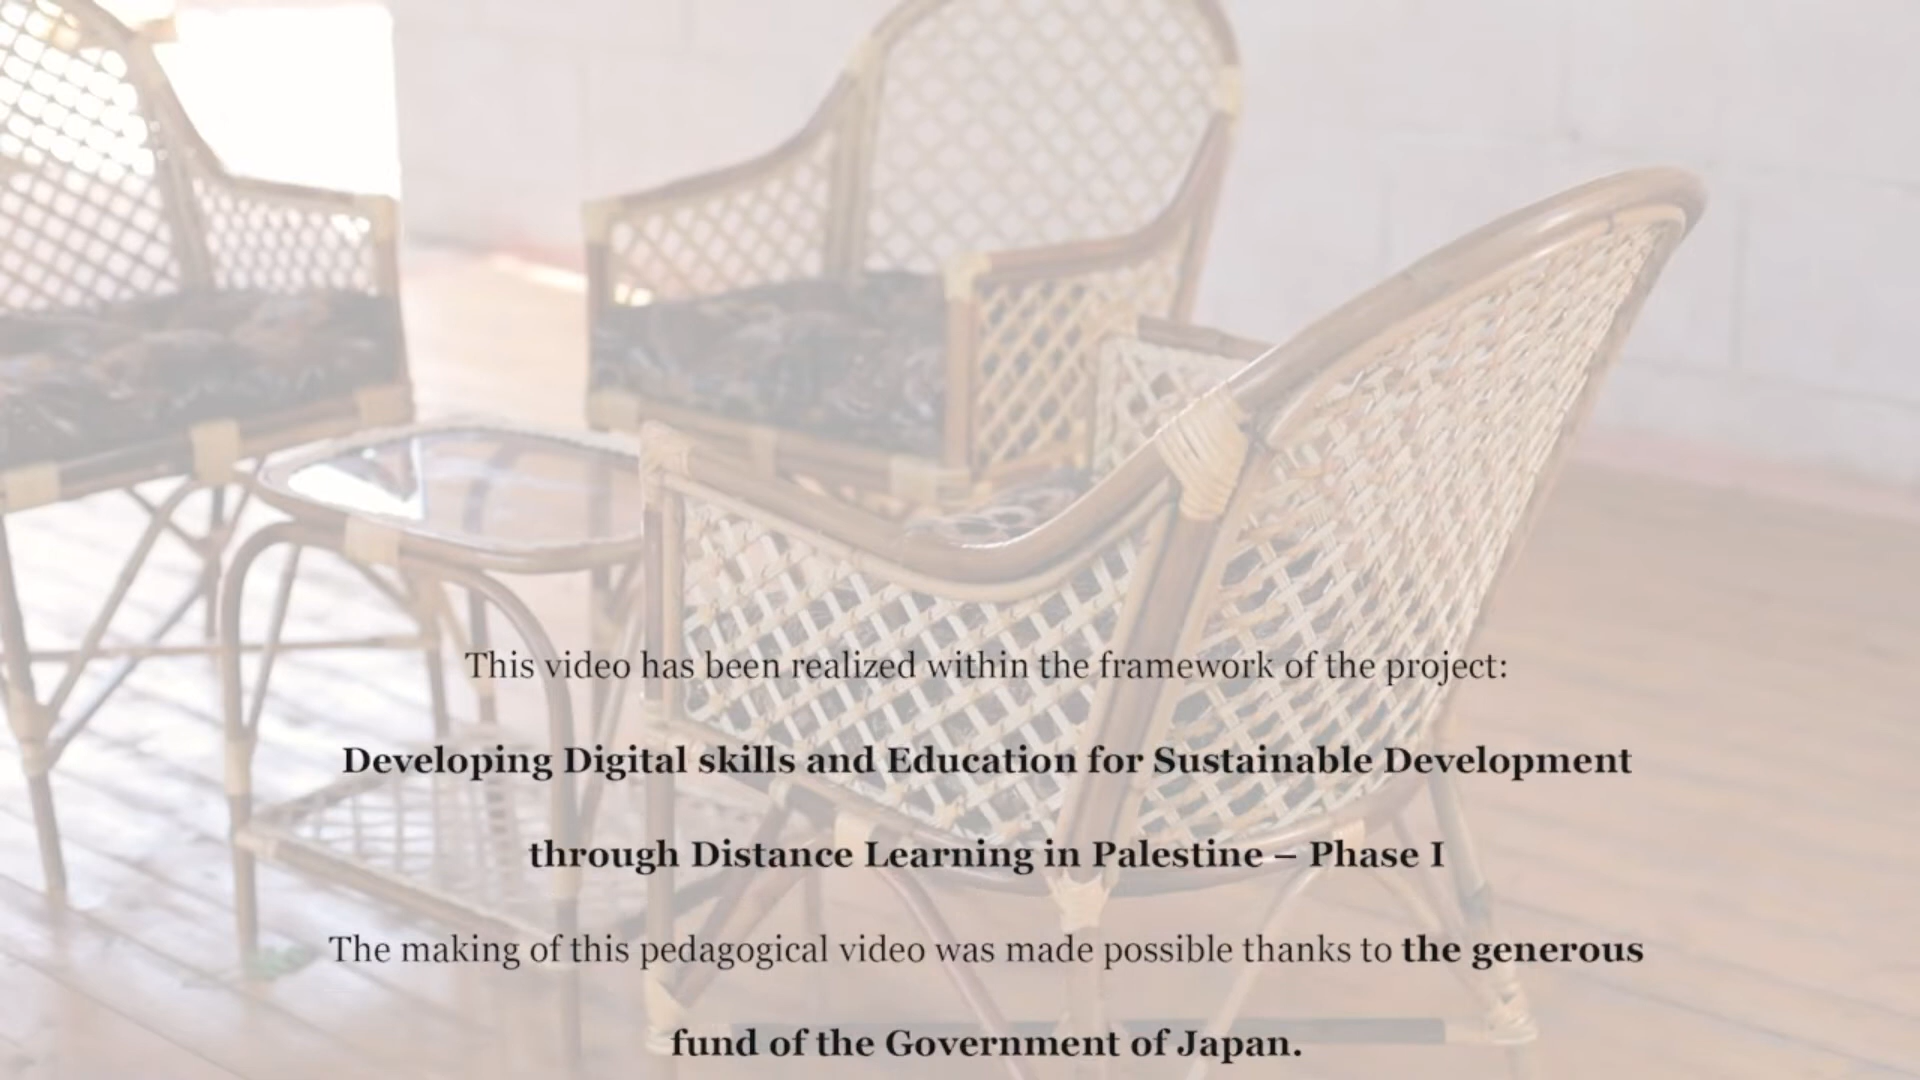 This video has been realized within the framework of the project:
Developing Digital skills and Education for Sustainable Development
through Distance Learning in Palestine – Phase I
The making of this pedagogical video was made possible thanks to the generous
fund of the Government of Japan.